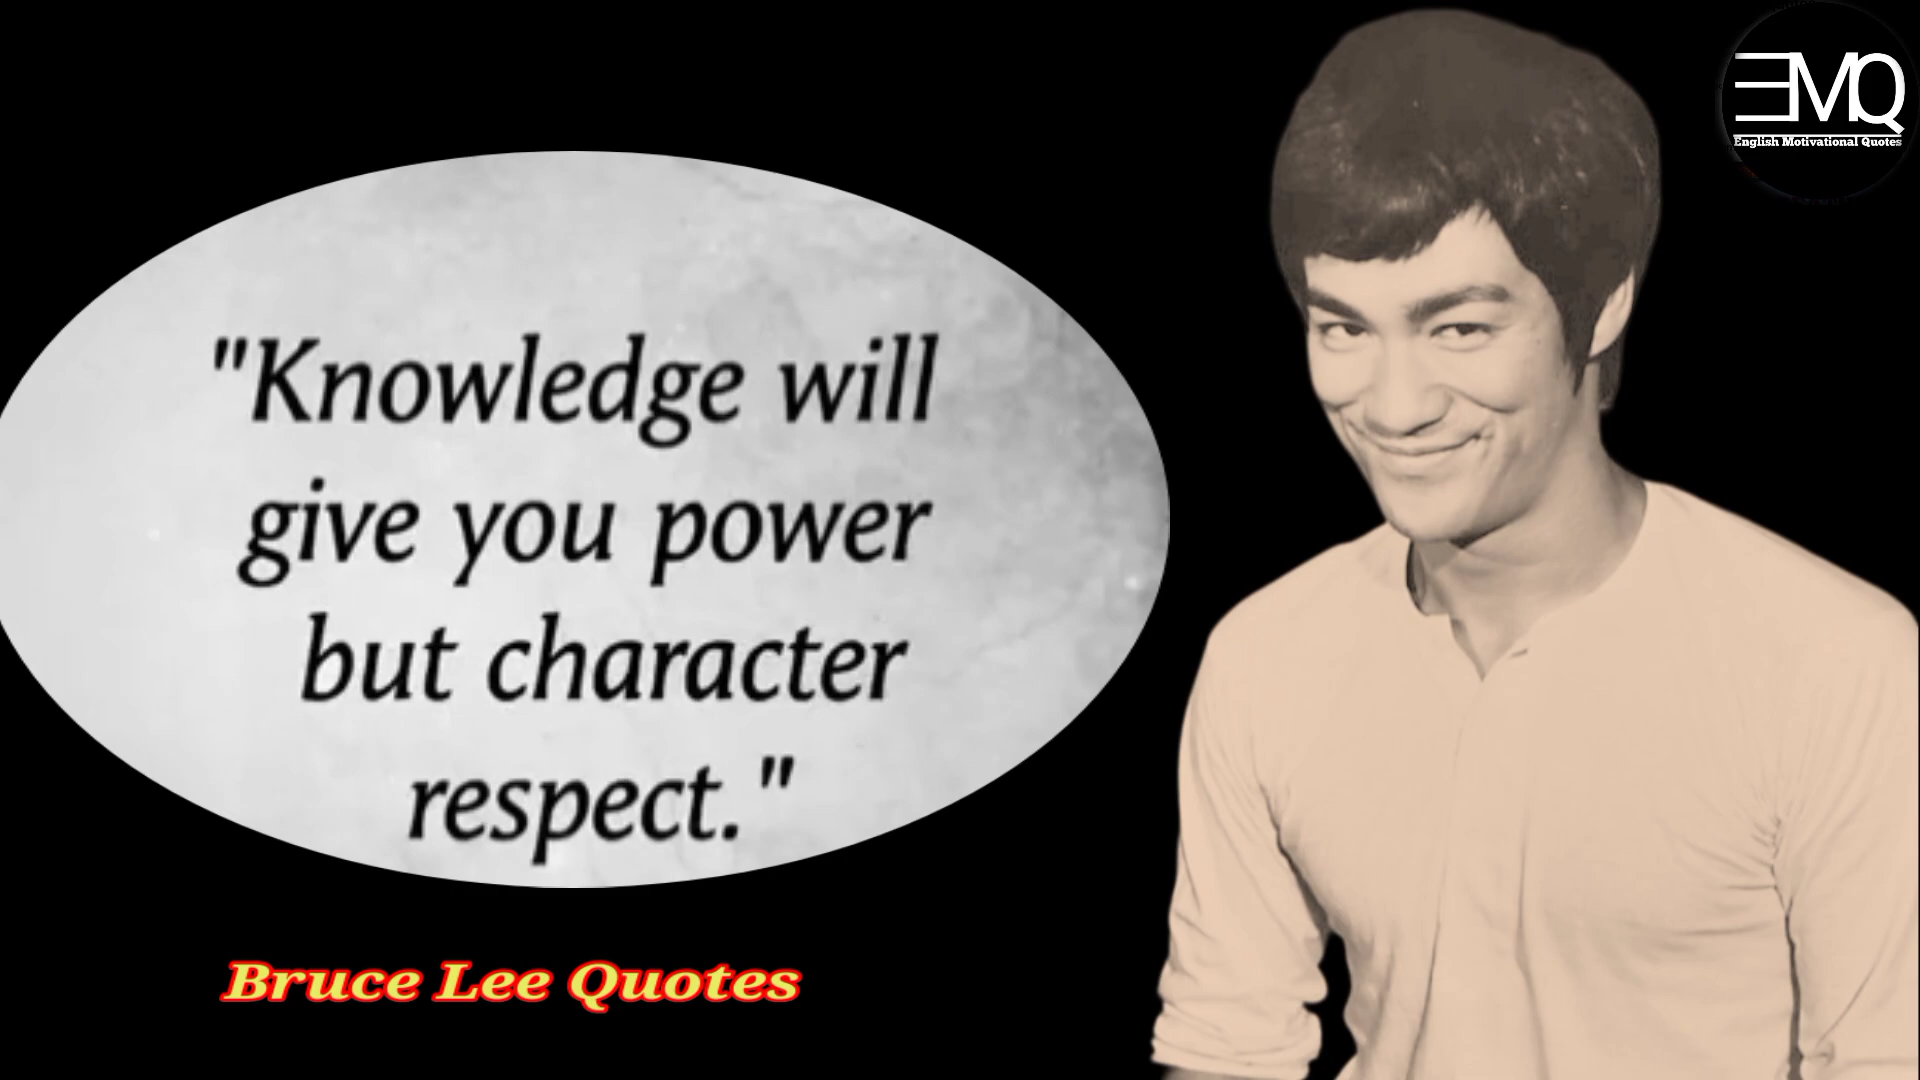 EMQ
English Motivational Quotes
"Knowledge will
give you power
but character
respect."
Bruce Lee Quotes